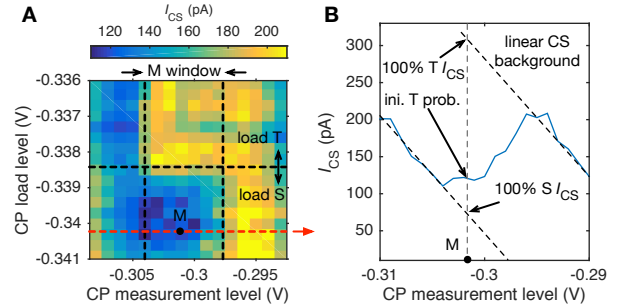 A
I_CS (pA)
120 140 160 180 200
M window
-0.336
-0.337
-0.338
-0.339
-0.34
-0.341
CP load level (V)
load T
load S
M
-0.305 -0.3 -0.295
CP measurement level (V)
B
300
250
200
150
100
50
I_CS (pA)
100% T I_CS
linear CS
background
ini. T prob.
100% S I_CS
M
-0.31 -0.3 -0.29
CP measurement level (V)